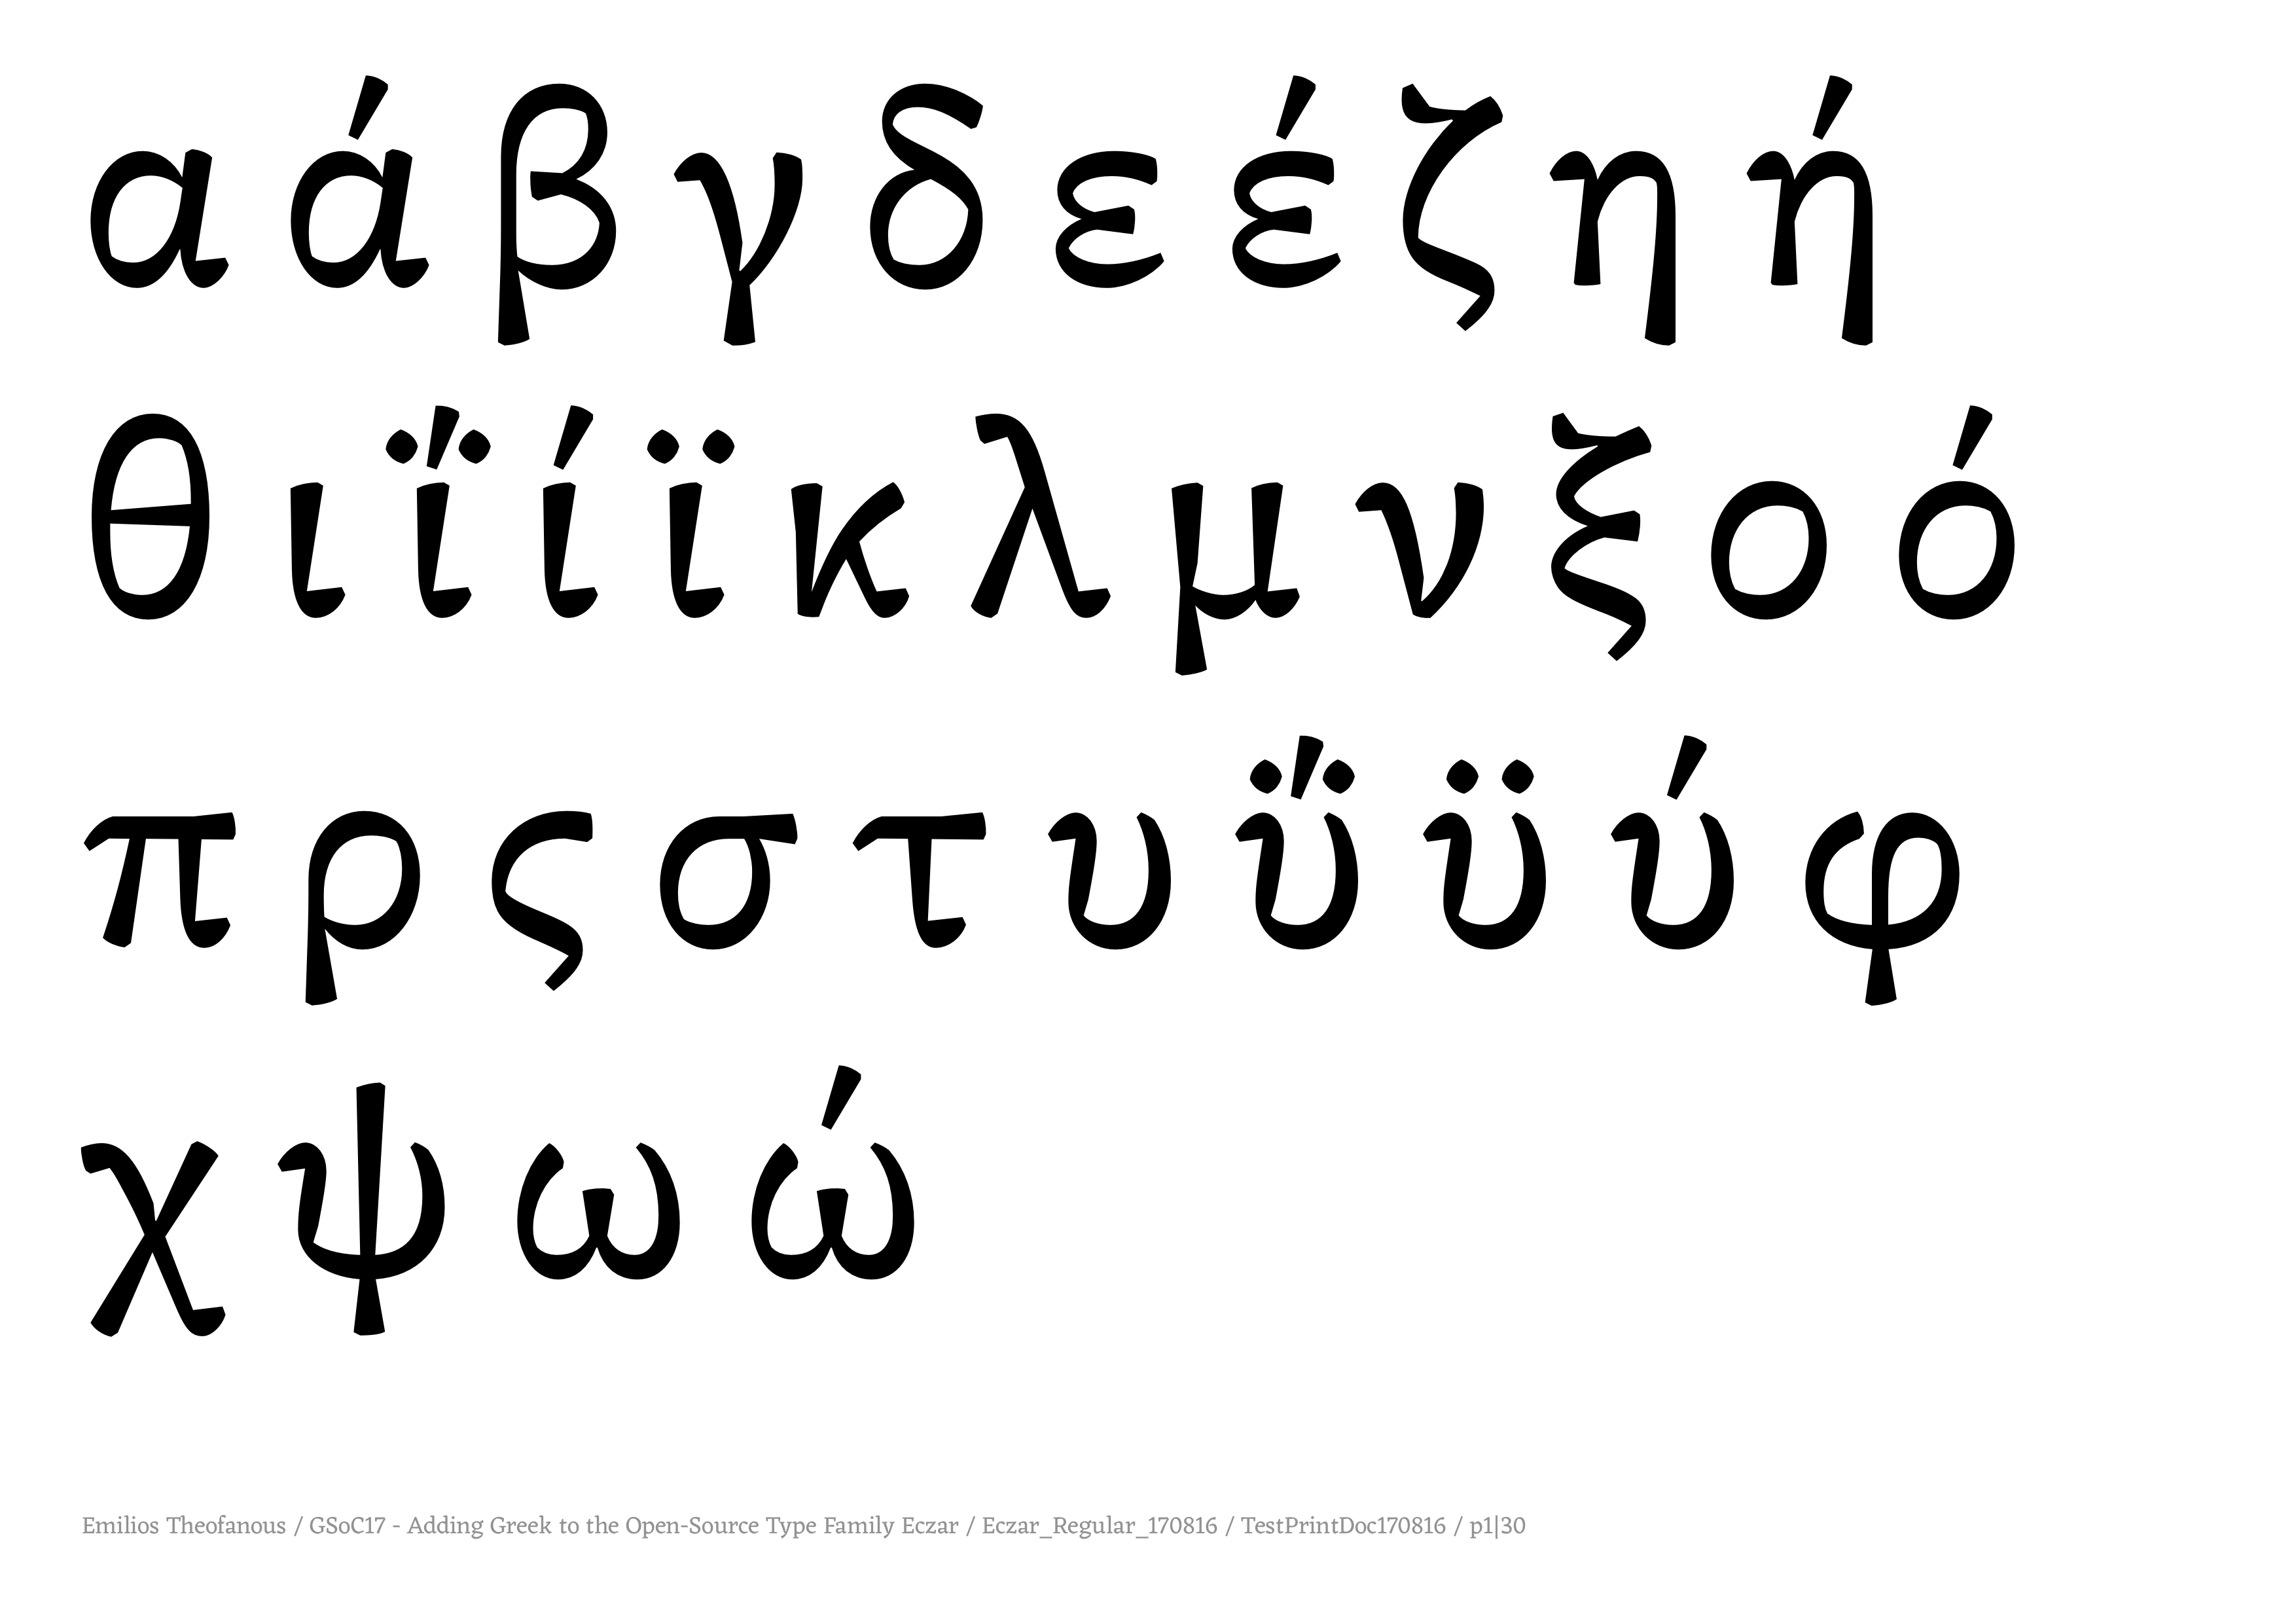 α ά β γ δ ε έ ζ η ή
θ ι ΐ ί ϊ κ λ μ ν ξ ο ό
π ρ ς σ τ υ ΰ ϋ ύ φ
χ ψ ω ώ
Emilios Theofanous / GSoC17 - Adding Greek to the Open-Source Type Family Eczar / Eczar_Regular_170816 / TestPrintDoc170816 / p1|30